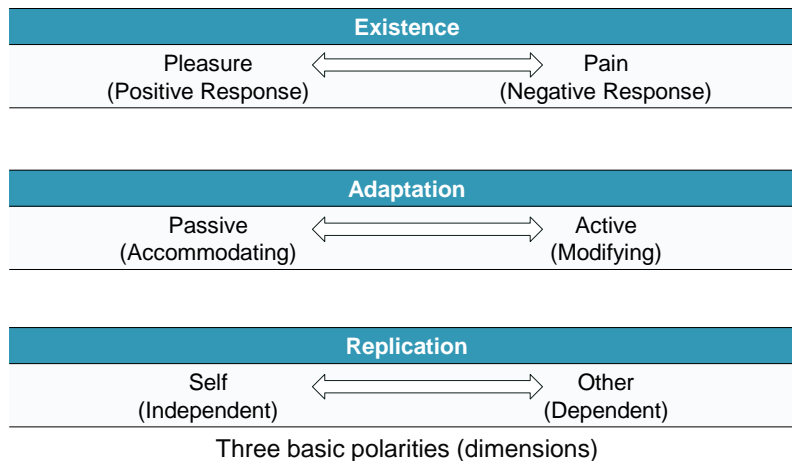 Existence
Pleasure Pain
(Positive Response) (Negative Response)
Adaptation
Passive Active
(Accommodating) (Modifying)
Replication
Self Other
(Independent) (Dependent)
Three basic polarities (dimensions)